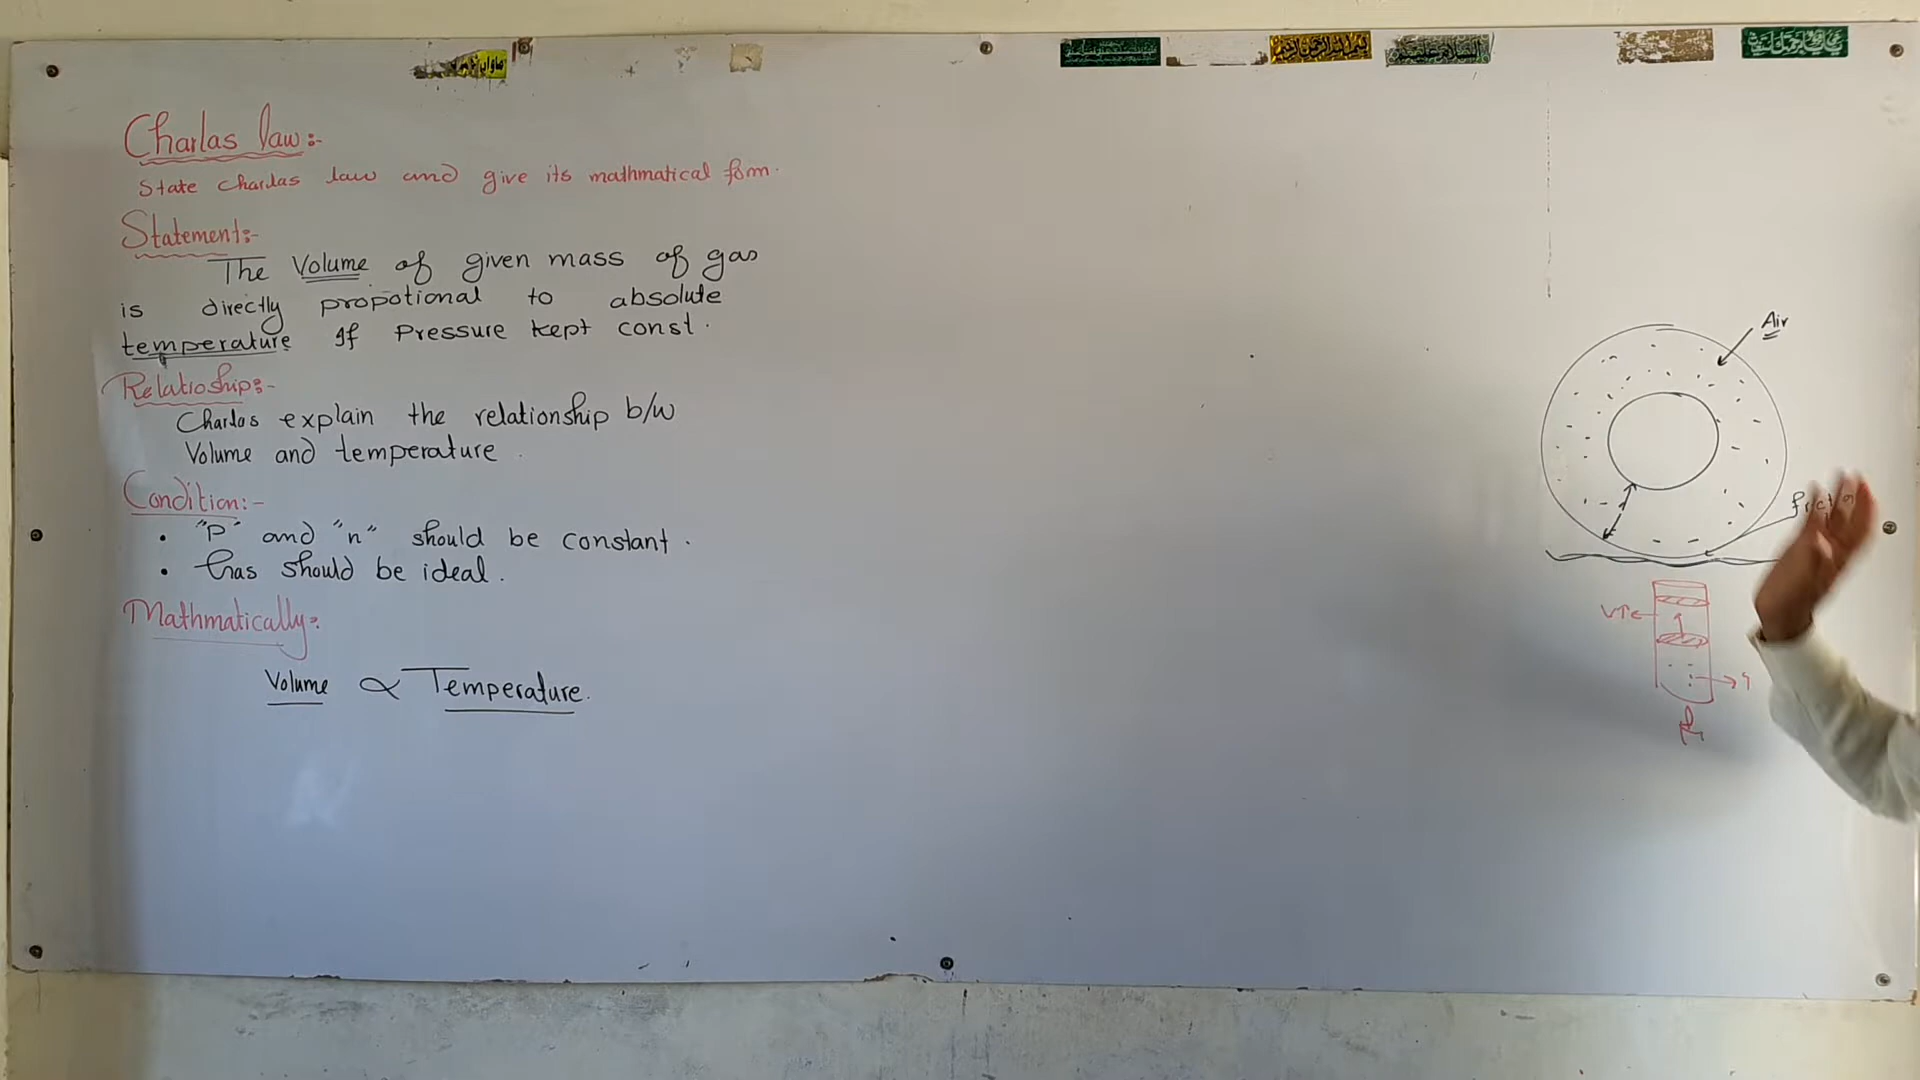 Charlas law:-
State charlas law and give its mathmatical form.
Statement:-
The Volume of given mass of gas
is directly propotional to absolute
temperature If Pressure kept const.
Relatioship:-
Charlas explain the relationship b/w
Volume and temperature.
Condition:-
• "P" and "n" should be constant.
• Gas should be ideal.
Mathmatically:-
Volume ∝ Temperature.
Air